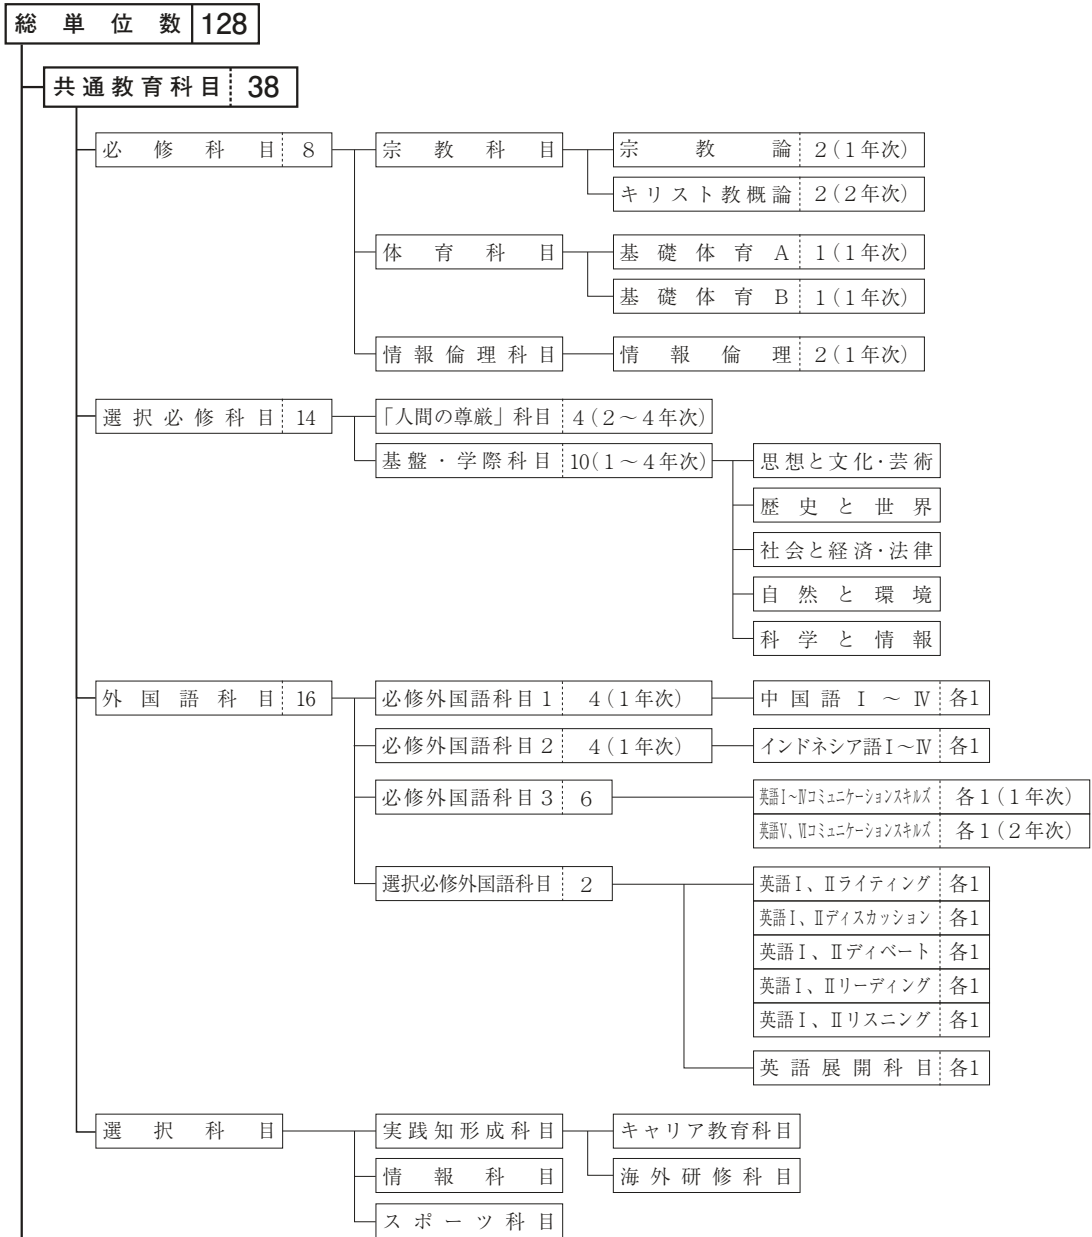 総単位数 128
共通教育科目 38
必修科目 8 宗教科目 宗教論 2(1年次)
キリスト教概論 2(2年次)
体育科目 基礎体育A 1(1年次)
基礎体育B 1(1年次)
情報倫理科目 情報倫理 2(1年次)
選択必修科目 14 「人間の尊厳」科目 4(2～4年次)
基盤・学際科目 10(1～4年次) 思想と文化・芸術
歴史と世界
社会と経済・法律
自然と環境
科学と情報
外国語科目 16 必修外国語科目1 4(1年次) 中国語Ⅰ～Ⅳ 各1
必修外国語科目2 4(1年次) インドネシア語Ⅰ～Ⅳ 各1
必修外国語科目3 6 英語Ⅰ~Ⅳコミュニケーションスキルズ 各1(1年次)
英語Ⅴ、Ⅵコミュニケーションスキルズ 各1(2年次)
選択必修外国語科目 2 英語Ⅰ、Ⅱライティング 各1
英語Ⅰ、Ⅱディスカッション 各1
英語Ⅰ、Ⅱディベート 各1
英語Ⅰ、Ⅱリーディング 各1
英語Ⅰ、Ⅱリスニング 各1
英語展開科目 各1
選択科目 実践知形成科目 キャリア教育科目
情報科目 海外研修科目
スポーツ科目